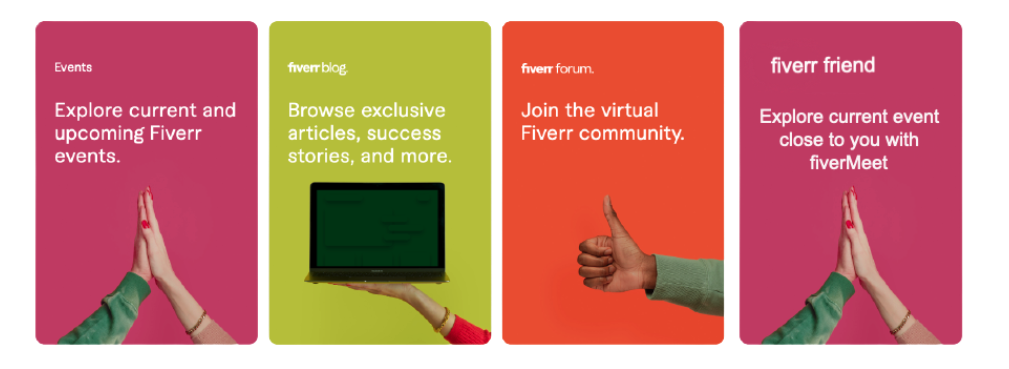 Events
Explore current and
upcoming Fiverr
events.
fiverr blog.
Browse exclusive
articles, success
stories, and more.
fiverr forum.
Join the virtual
Fiverr community.
fiverr friend
Explore current event
close to you with
fiverMeet